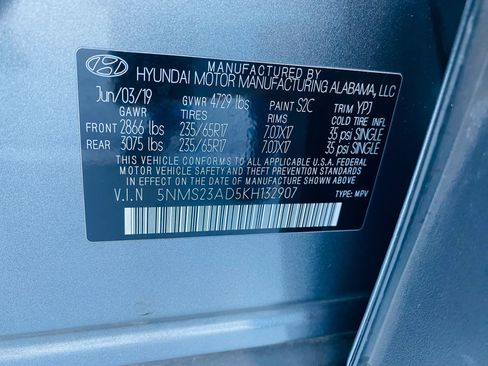 MANUFACTURED BY
HYUNDAI MOTOR MANUFACTURING ALABAMA, LLC
Jun/03/19 GVWR 4729 lbs PAINT S2C TRIM YPJ
GAWR TIRES RIMS COLD TIRE INFL
FRONT 2866 lbs 235/65R17 7.0JX17 35 psi SINGLE
REAR 3075 lbs 235/65R17 7.0JX17 35 psi SINGLE
THIS VEHICLE CONFORMS TO ALL APPLICABLE U.S.A. FEDERAL
MOTOR VEHICLE SAFETY AND THEFT PREVENTION STANDARDS
IN EFFECT ON THE DATE OF MANUFACTURE SHOWN ABOVE.
V.I.N 5NMS23AD5KH132907 TYPE: MPV